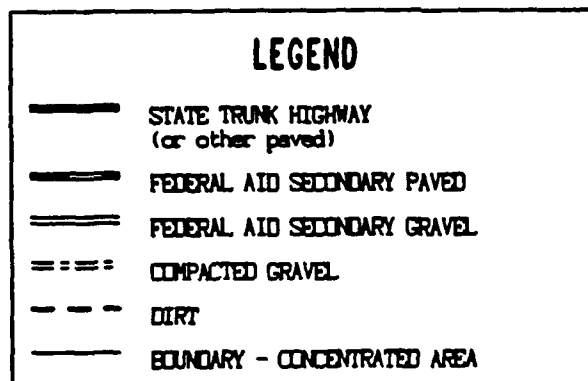 LEGEND
STATE TRUNK HIGHWAY
(or other paved)
FEDERAL AID SECONDARY PAVED
FEDERAL AID SECONDARY GRAVEL
COMPACTED GRAVEL
DIRT
BOUNDARY - CONCENTRATED AREA